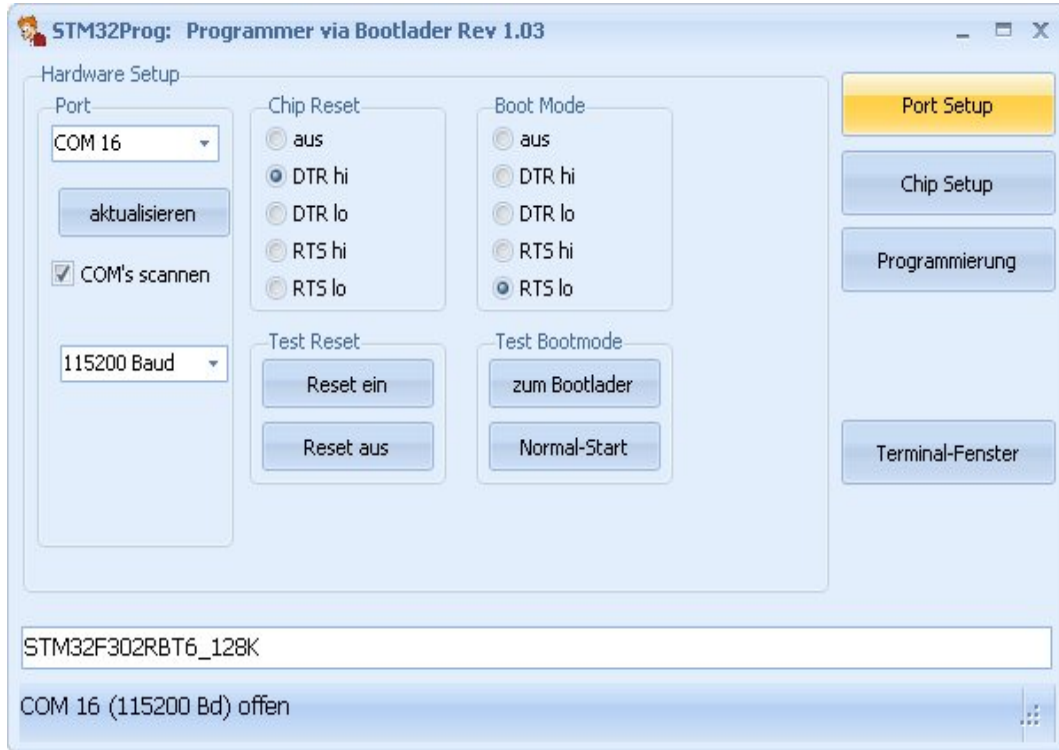 STM32Prog: Programmer via Bootlader Rev 1.03
Hardware Setup
Port
COM 16
aktualisieren
COM's scannen
115200 Baud
Chip Reset
aus
DTR hi
DTR lo
RTS hi
RTS lo
Test Reset
Reset ein
Reset aus
Boot Mode
aus
DTR hi
DTR lo
RTS hi
RTS lo
Test Bootmode
zum Bootlader
Normal-Start
Port Setup
Chip Setup
Programmierung
Terminal-Fenster
STM32F302RBT6_128K
COM 16 (115200 Bd) offen